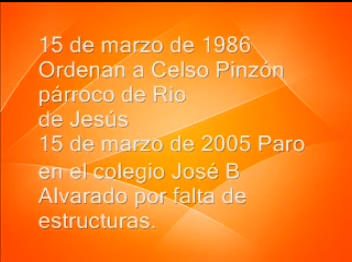 15 de marzo de 1986
Ordenan a Celso Pinzón
párroco de Rio
de Jesús
15 de marzo de 2005 Paro
en el colegio José B
Alvarado por falta de
estructuras.